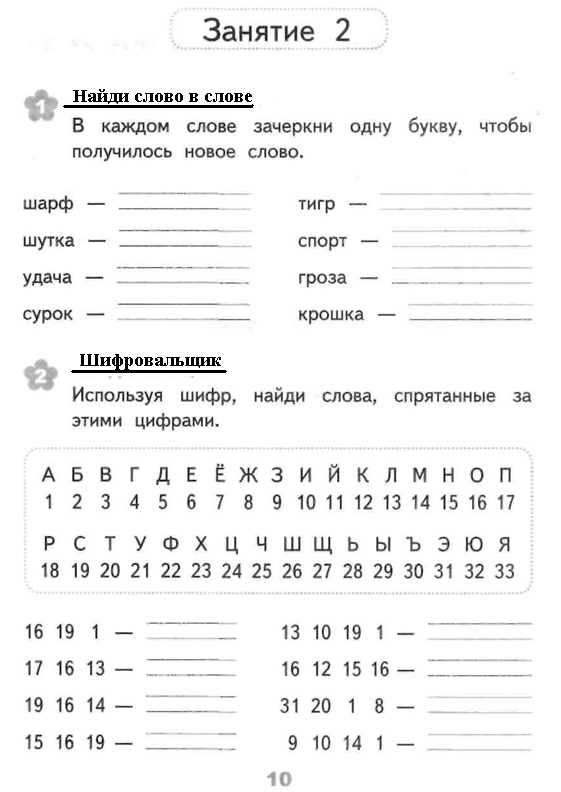 Занятие 2
1 Найди слово в слове
В каждом слове зачеркни одну букву, чтобы
получилось новое слово.
шарф — тигр —
шутка — спорт —
удача — гроза —
сурок — крошка —
2 Шифровальщик
Используя шифр, найди слова, спрятанные за
этими цифрами.
А Б В Г Д Е Ё Ж З И Й К Л М Н О П
1 2 3 4 5 6 7 8 9 10 11 12 13 14 15 16 17
Р С Т У Ф Х Ц Ч Ш Щ Ь Ы Ъ Э Ю Я
18 19 20 21 22 23 24 25 26 27 28 29 30 31 32 33
16 19 1 — 13 10 19 1 —
17 16 13 — 16 12 15 16 —
19 16 14 — 31 20 1 8 —
15 16 19 — 9 10 14 1 —
10